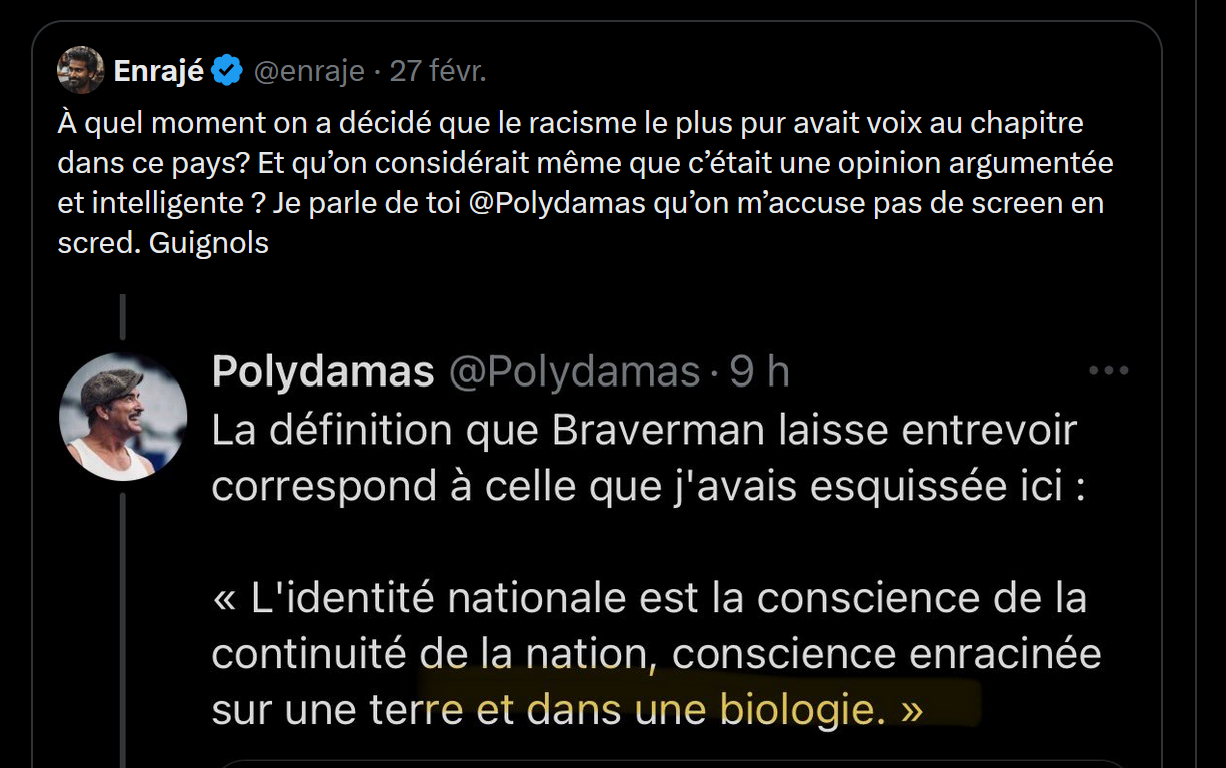 Enrajé @enraje · 27 févr.
À quel moment on a décidé que le racisme le plus pur avait voix au chapitre
dans ce pays? Et qu’on considérait même que c’était une opinion argumentée
et intelligente ? Je parle de toi @Polydamas qu’on m’accuse pas de screen en
scred. Guignols
Polydamas @Polydamas · 9 h
La définition que Braverman laisse entrevoir
correspond à celle que j'avais esquissée ici :
« L'identité nationale est la conscience de la
continuité de la nation, conscience enracinée
sur une terre et dans une biologie. »